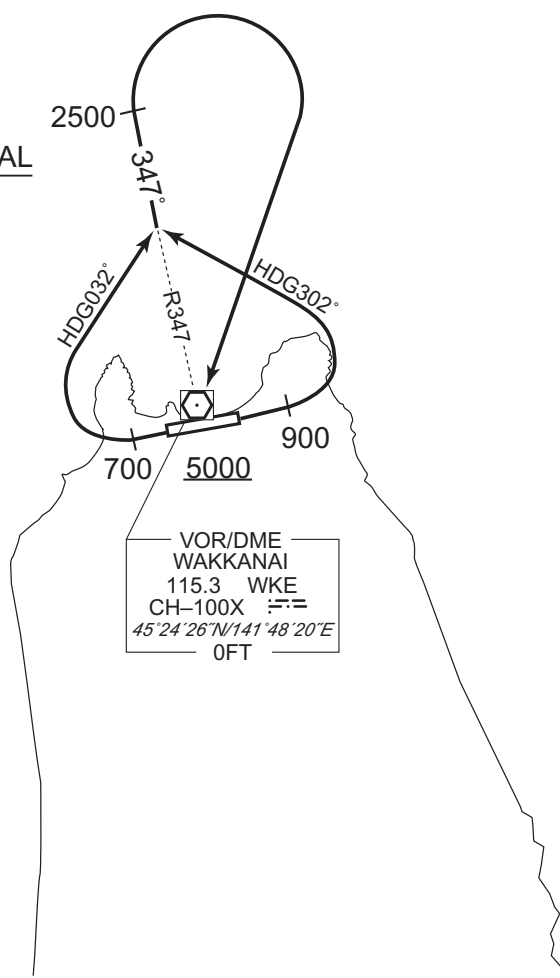 2500
AL
347°
HDG032°
HDG302°
R347
700
5000
900
VOR/DME
WAKKANAI
115.3 WKE
CH–100X
45°24´26˝N/141°48´20˝E
0FT